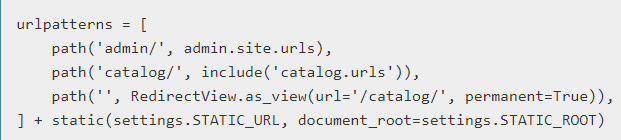 urlpatterns = [
    path('admin/', admin.site.urls),
    path('catalog/', include('catalog.urls')),
    path('', RedirectView.as_view(url='/catalog/', permanent=True)),
] + static(settings.STATIC_URL, document_root=settings.STATIC_ROOT)